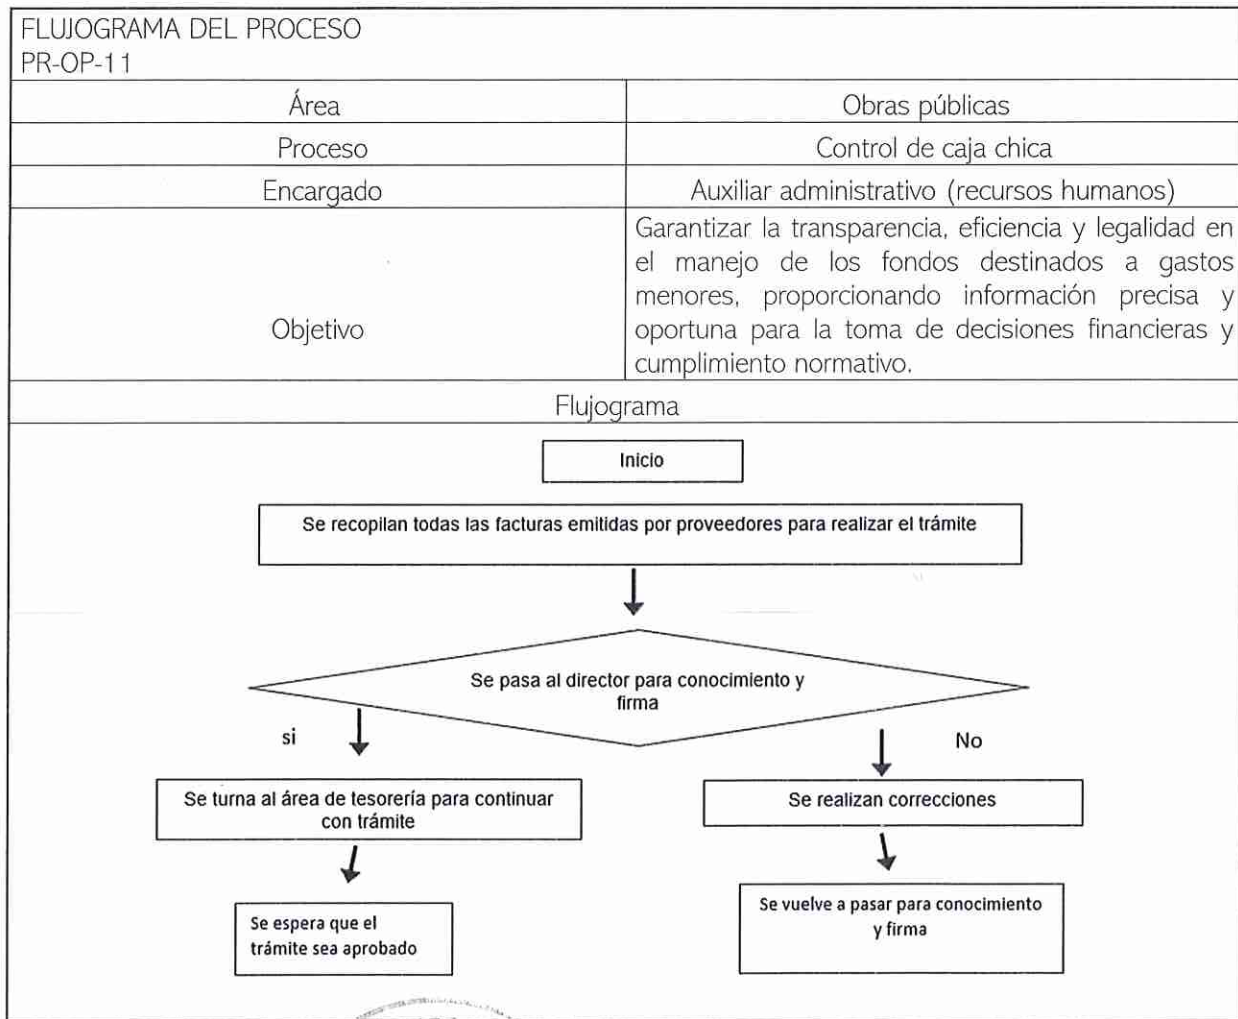 FLUJOGRAMA DEL PROCESO
PR-OP-11
Área
Obras públicas
Proceso
Control de caja chica
Encargado
Auxiliar administrativo (recursos humanos)
Objetivo
Garantizar la transparencia, eficiencia y legalidad en
el manejo de los fondos destinados a gastos
menores, proporcionando información precisa y
oportuna para la toma de decisiones financieras y
cumplimiento normativo.
Flujograma
Inicio
Se recopilan todas las facturas emitidas por proveedores para realizar el trámite
Se pasa al director para conocimiento y
firma
si
No
Se turna al área de tesorería para continuar
con trámite
Se realizan correcciones
Se espera que el
trámite sea aprobado
Se vuelve a pasar para conocimiento
y firma